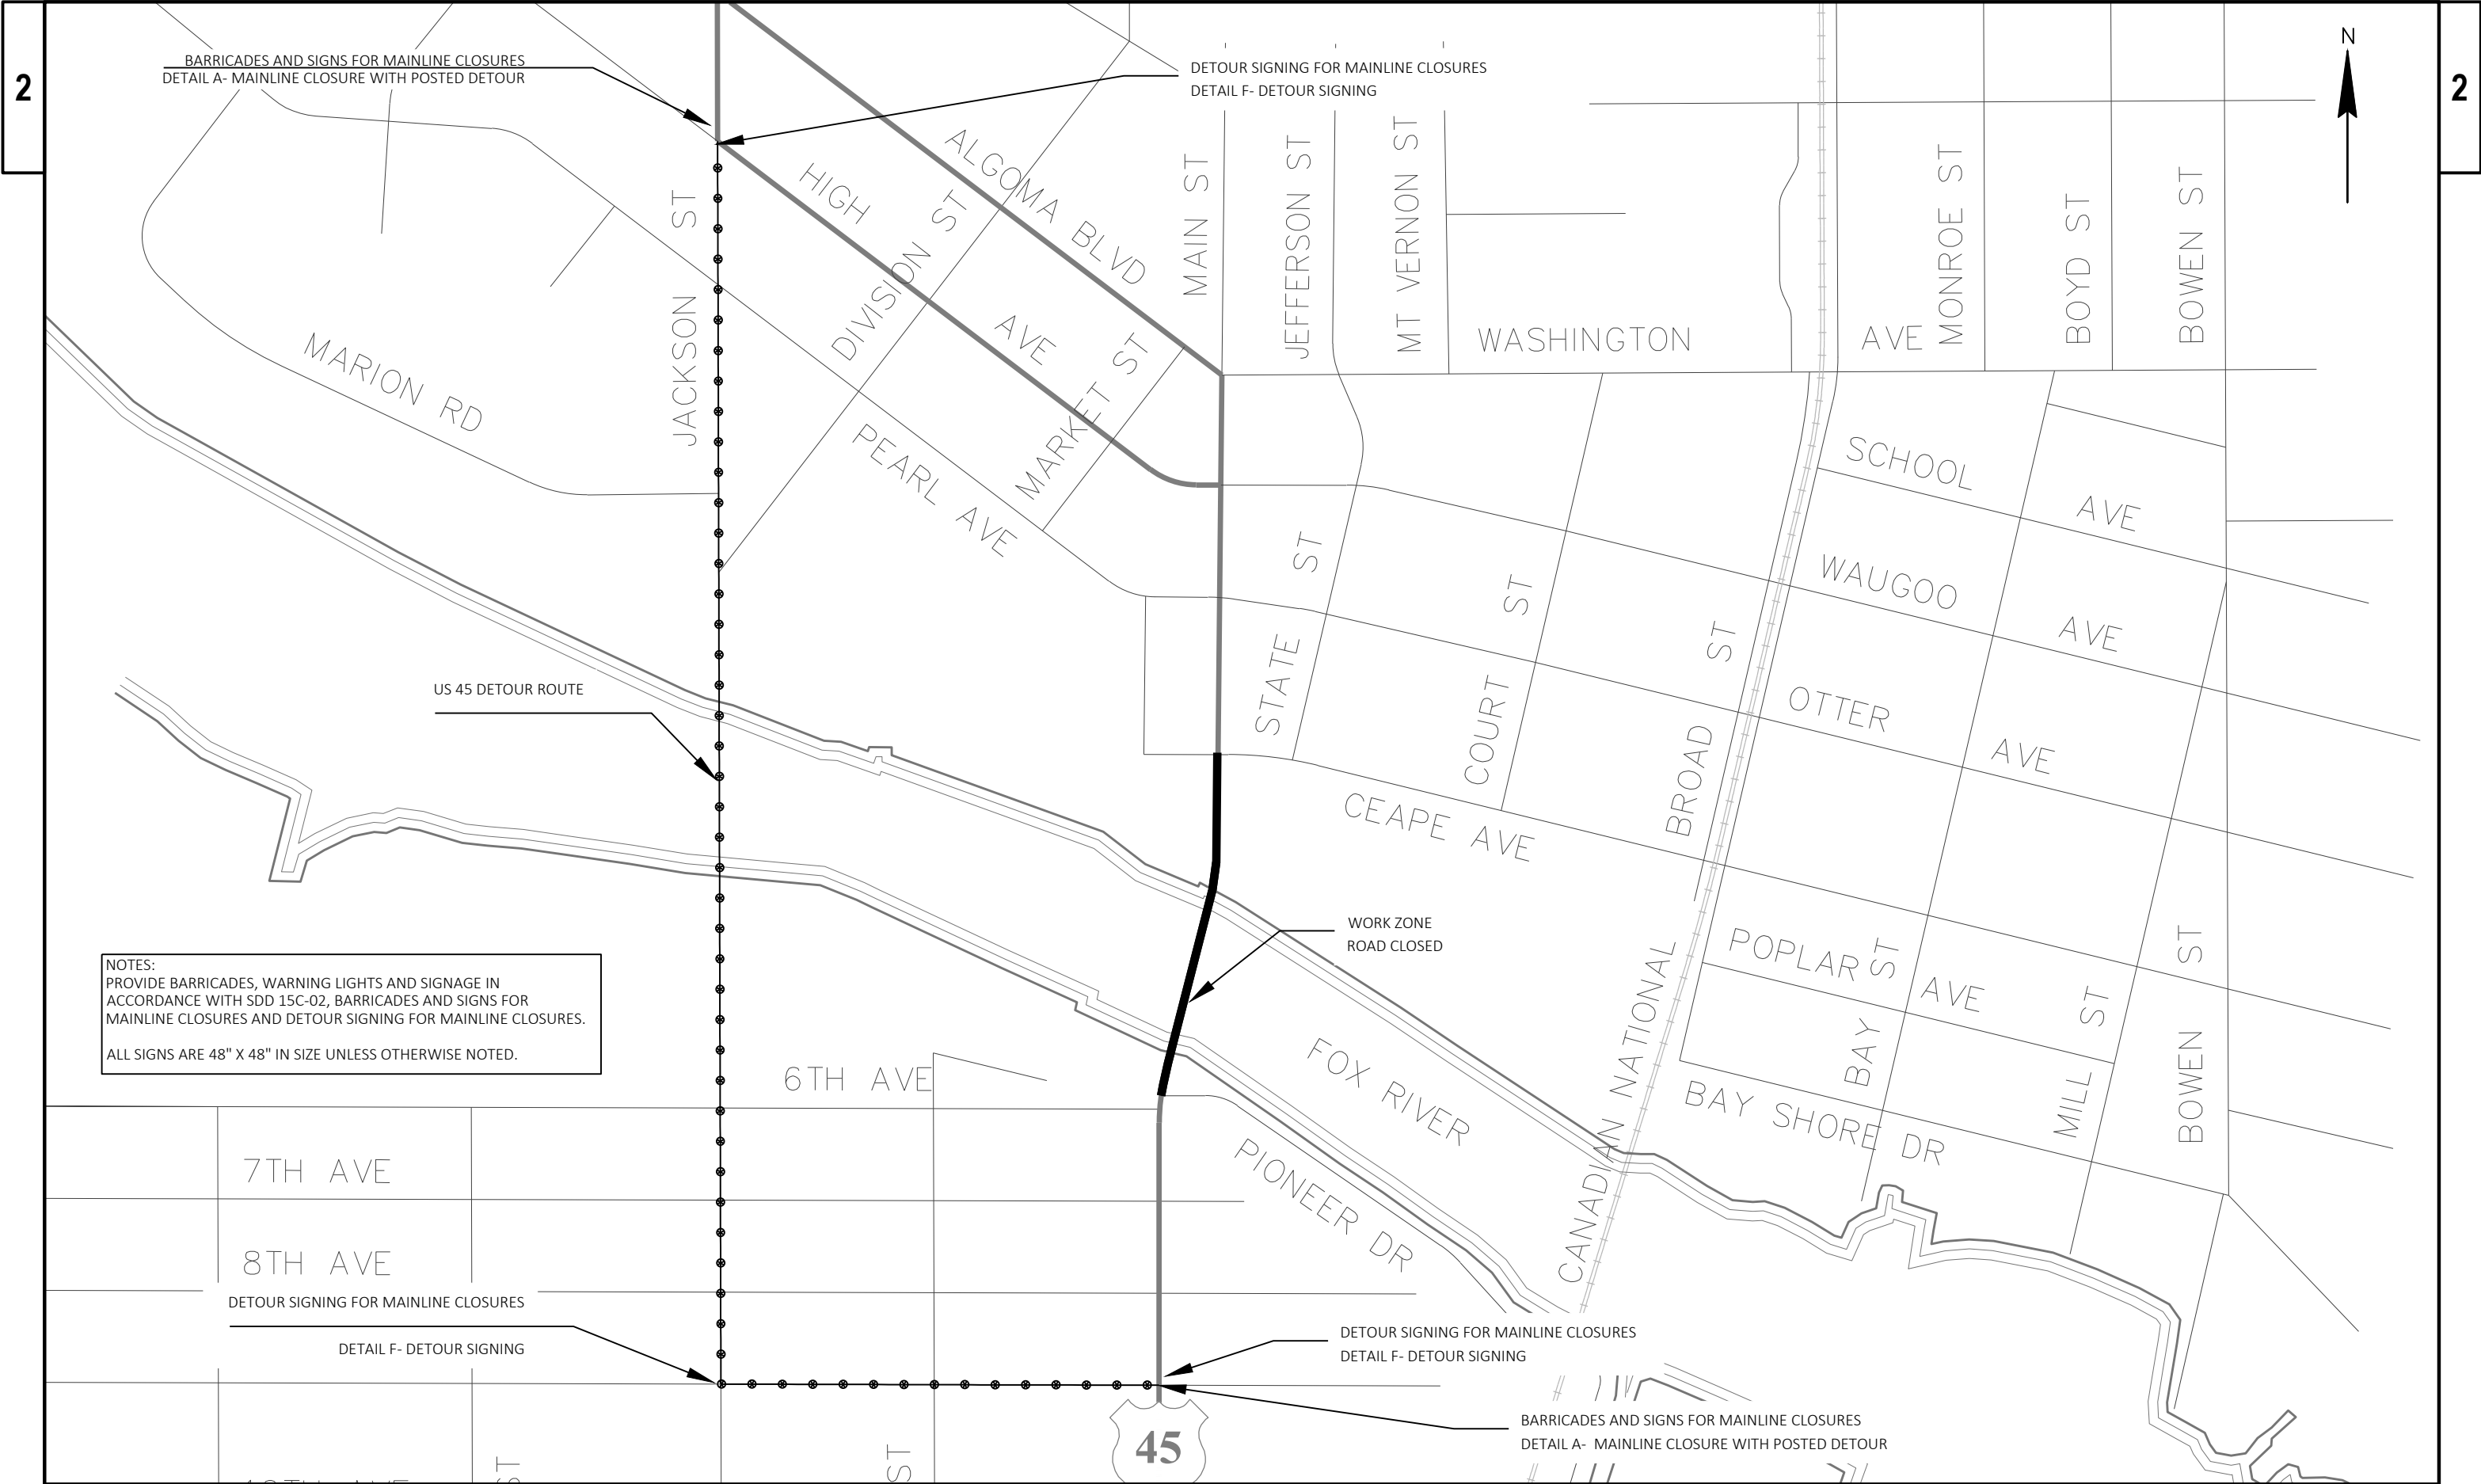 2
2
N
BARRICADES AND SIGNS FOR MAINLINE CLOSURES
DETAIL A- MAINLINE CLOSURE WITH POSTED DETOUR
DETOUR SIGNING FOR MAINLINE CLOSURES
DETAIL F- DETOUR SIGNING
ALGOMA BLVD
HIGH AVE
DIVISION ST
MARKET ST
MAIN ST
JEFFERSON ST
MT VERNON ST
WASHINGTON AVE
MONROE ST
BOYD ST
BOWEN ST
JACKSON ST
MARION RD
PEARL AVE
SCHOOL AVE
WAUGOO AVE
OTTER AVE
STATE ST
COURT ST
BROAD ST
CEAPE AVE
US 45 DETOUR ROUTE
WORK ZONE
ROAD CLOSED
POPLAR AVE
BAY ST
MILL ST
BOWEN ST
BAY SHORE DR
CANADIAN NATIONAL
FOX RIVER
PIONEER DR
NOTES:
PROVIDE BARRICADES, WARNING LIGHTS AND SIGNAGE IN
ACCORDANCE WITH SDD 15C-02, BARRICADES AND SIGNS FOR
MAINLINE CLOSURES AND DETOUR SIGNING FOR MAINLINE CLOSURES.
ALL SIGNS ARE 48" X 48" IN SIZE UNLESS OTHERWISE NOTED.
6TH AVE
7TH AVE
8TH AVE
DETOUR SIGNING FOR MAINLINE CLOSURES
DETAIL F- DETOUR SIGNING
DETOUR SIGNING FOR MAINLINE CLOSURES
DETAIL F- DETOUR SIGNING
BARRICADES AND SIGNS FOR MAINLINE CLOSURES
DETAIL A- MAINLINE CLOSURE WITH POSTED DETOUR
45
ST
ST